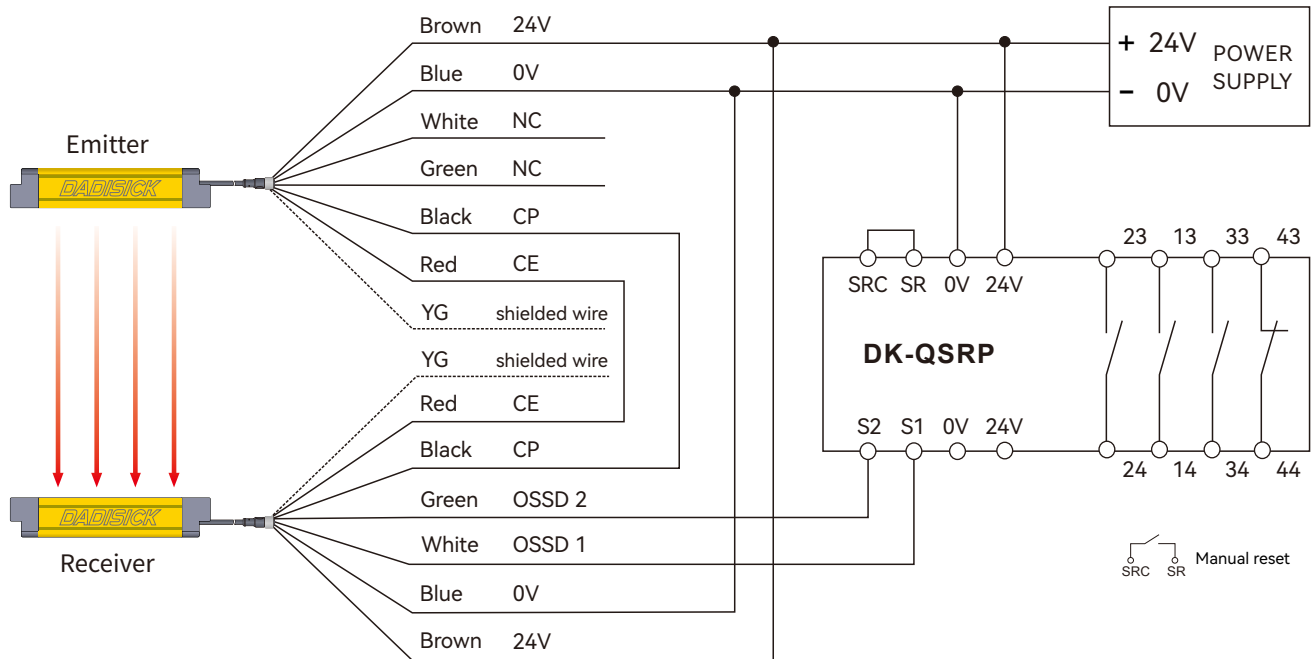 Brown 24V
Blue 0V
White NC
Green NC
Black CP
Red CE
YG shielded wire
YG shielded wire
Red CE
Black CP
Green OSSD 2
White OSSD 1
Blue 0V
Brown 24V
Emitter
DADISICK
DADISICK
Receiver
+ 24V
- 0V
POWER
SUPPLY
23 13 33 43
SRC SR 0V 24V
DK-QSRP
S2 S1 0V 24V
24 14 34 44
SRC SR Manual reset